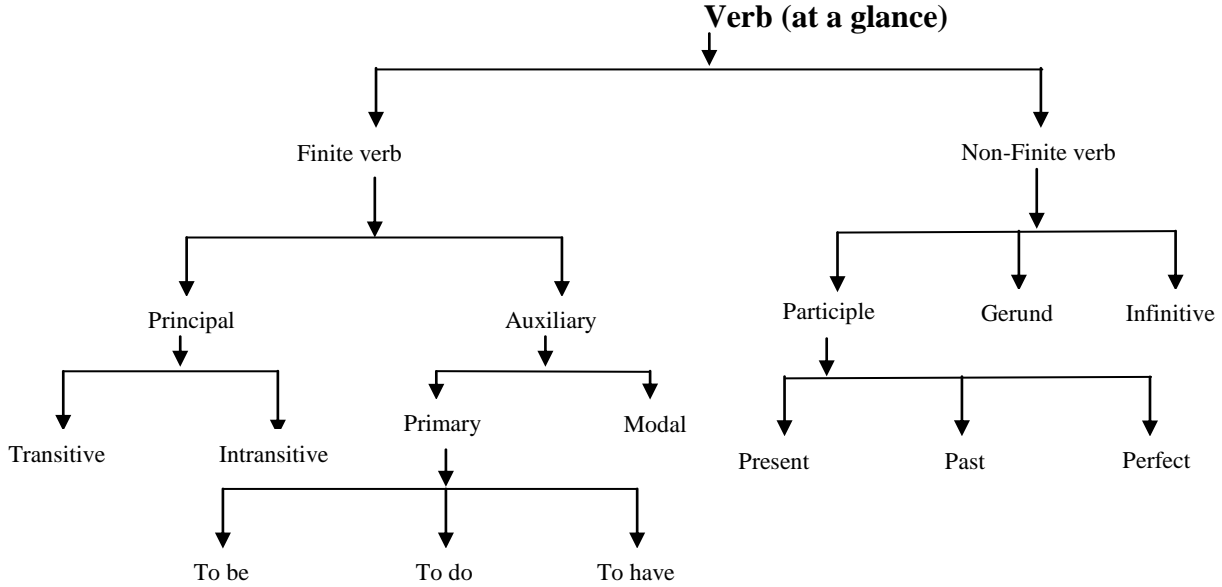 Verb (at a glance)
Finite verb
Non-Finite verb
Principal
Auxiliary
Participle
Gerund
Infinitive
Primary
Modal
Transitive
Intransitive
Present
Past
Perfect
To be
To do
To have